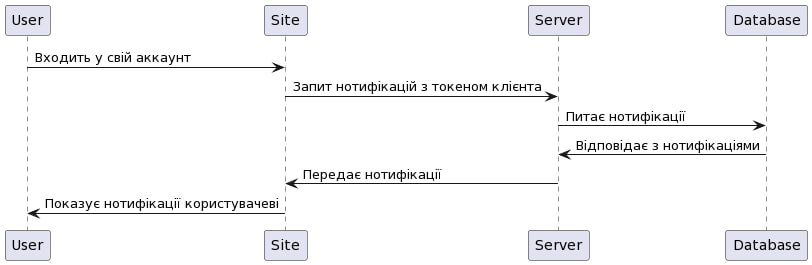 User
Site
Server
Database
Входить у свій аккаунт
Запит нотифікацій з токеном клієнта
Питає нотифікації
Відповідає з нотифікаціями
Передає нотифікації
Показує нотифікації користувачеві
User
Site
Server
Database